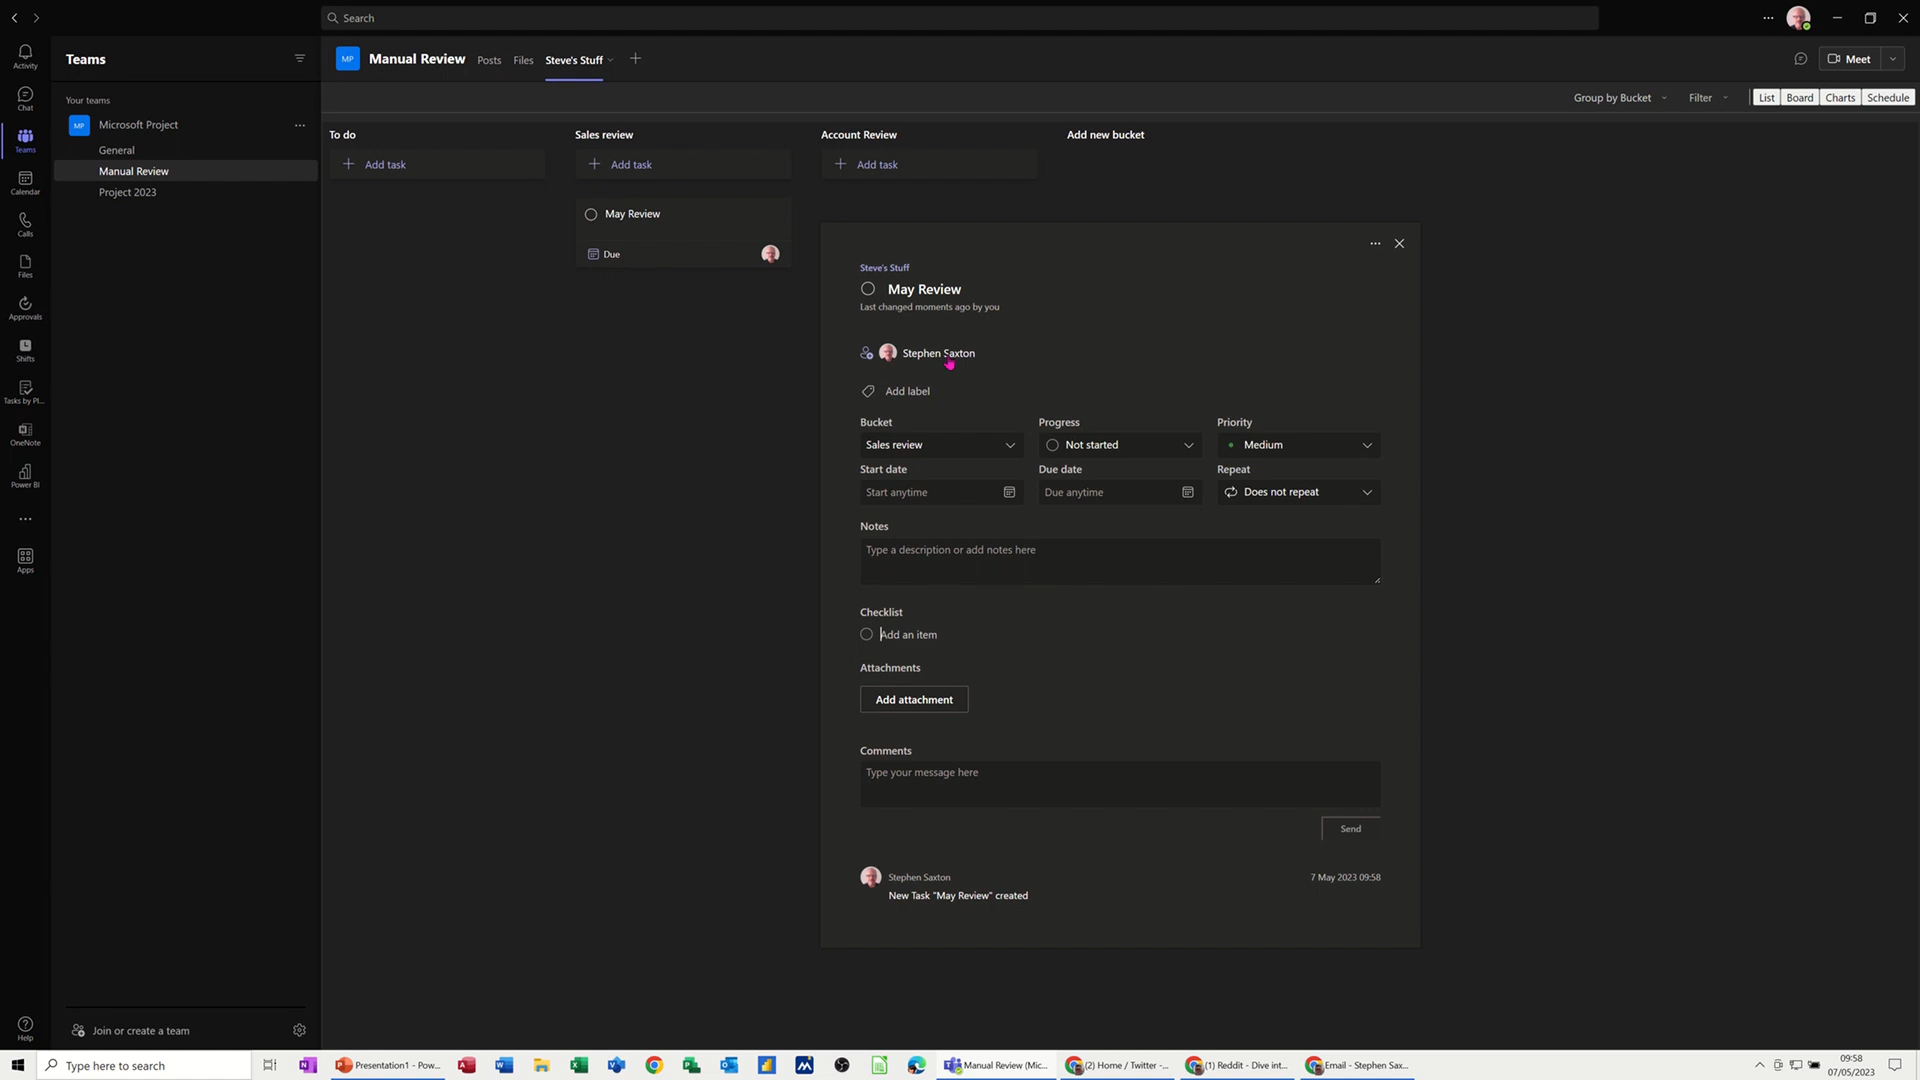 Search
Activity
Chat
Teams
Calendar
Calls
Files
Approvals
Shifts
Tasks by Pl...
OneNote
Power BI
Apps
Help
Teams
Your teams
MP Microsoft Project
General
Manual Review
Project 2023
Join or create a team
MP Manual Review Posts Files Steve's Stuff
Meet
Group by Bucket Filter List Board Charts Schedule
To do Sales review Account Review Add new bucket
Add task Add task Add task
May Review
Due
Steve's Stuff
May Review
Last changed moments ago by you
Stephen Saxton
Add label
Bucket Progress Priority
Sales review Not started Medium
Start date Due date Repeat
Start anytime Due anytime Does not repeat
Notes
Type a description or add notes here
Checklist
Add an item
Attachments
Add attachment
Comments
Type your message here
Send
Stephen Saxton 7 May 2023 09:58
New Task "May Review" created
Type here to search Presentation1 - Pow... Manual Review (Mic... (2) Home / Twitter -... (1) Reddit - Dive int... Email - Stephen Sax...
09:58
07/05/2023